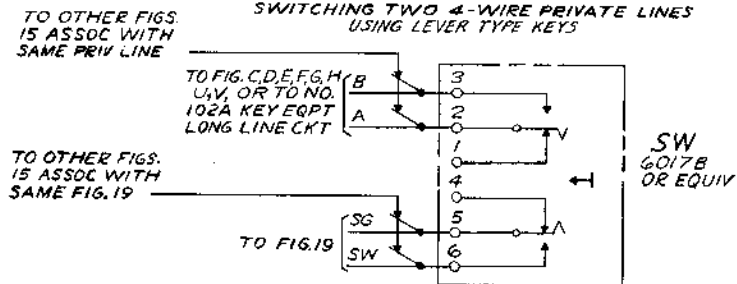 SWITCHING TWO 4-WIRE PRIVATE LINES
USING LEVER TYPE KEYS
TO OTHER FIGS.
15 ASSOC WITH
SAME PRIV LINE
TO FIG. C,D,E,F,G,H
U,V, OR TO NO.
102A KEY EQPT
LONG LINE CKT
B
A
3
2
1
4
5
6
SW
6017B
OR EQUIV
TO OTHER FIGS.
15 ASSOC WITH
SAME FIG. 19
TO FIG.19
SG
SW